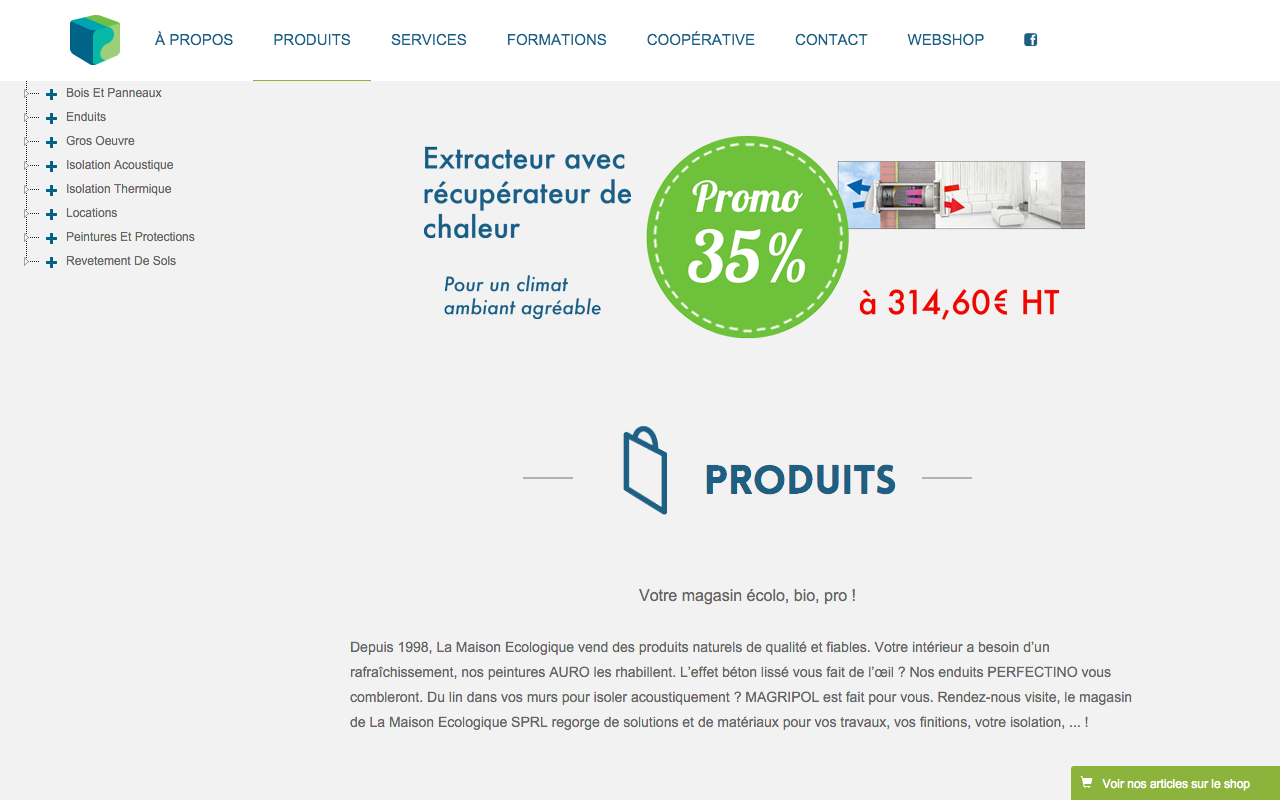 À PROPOS
PRODUITS
SERVICES
FORMATIONS
COOPÉRATIVE
CONTACT
WEBSHOP
Bois Et Panneaux
Enduits
Gros Oeuvre
Isolation Acoustique
Isolation Thermique
Locations
Peintures Et Protections
Revetement De Sols
Extracteur avec
récupérateur de
chaleur
Pour un climat
ambiant agréable
Promo
35%
à 314,60€ HT
PRODUITS
Votre magasin écolo, bio, pro !
Depuis 1998, La Maison Ecologique vend des produits naturels de qualité et fiables. Votre intérieur a besoin d’un
rafraîchissement, nos peintures AURO les rhabillent. L’effet béton lissé vous fait de l’œil ? Nos enduits PERFECTINO vous
combleront. Du lin dans vos murs pour isoler acoustiquement ? MAGRIPOL est fait pour vous. Rendez-nous visite, le magasin
de La Maison Ecologique SPRL regorge de solutions et de matériaux pour vos travaux, vos finitions, votre isolation, ... !
Voir nos articles sur le shop